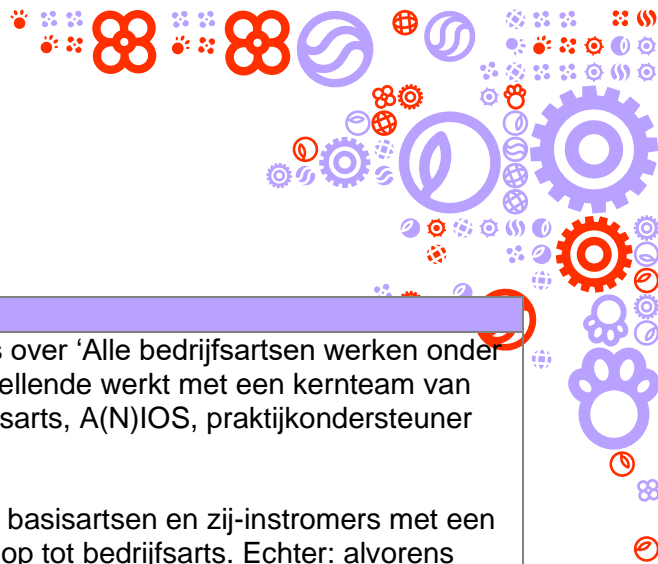 s over ‘Alle bedrijfsartsen werken onder
ellende werkt met een kernteam van
sarts, A(N)IOS, praktijkondersteuner
basisartsen en zij-instromers met een
op tot bedrijfsarts. Echter: alvorens